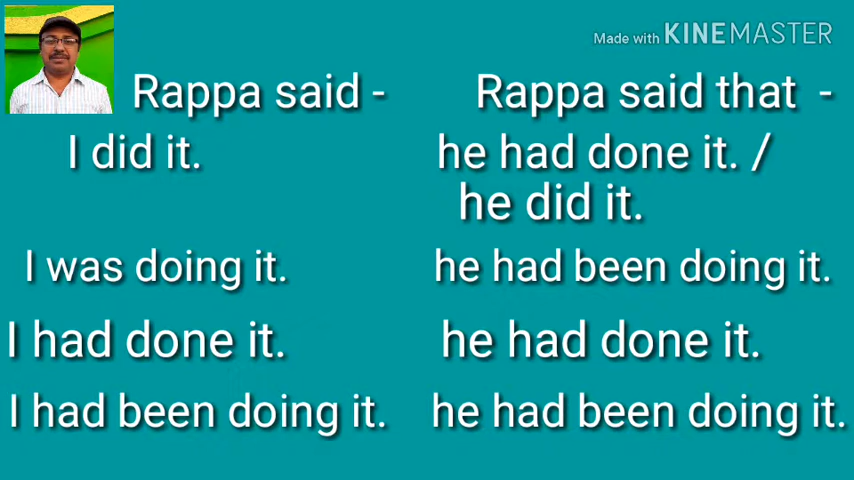 Made with KINEMASTER
Rappa said - Rappa said that -
I did it. he had done it. /
he did it.
I was doing it. he had been doing it.
I had done it. he had done it.
I had been doing it. he had been doing it.